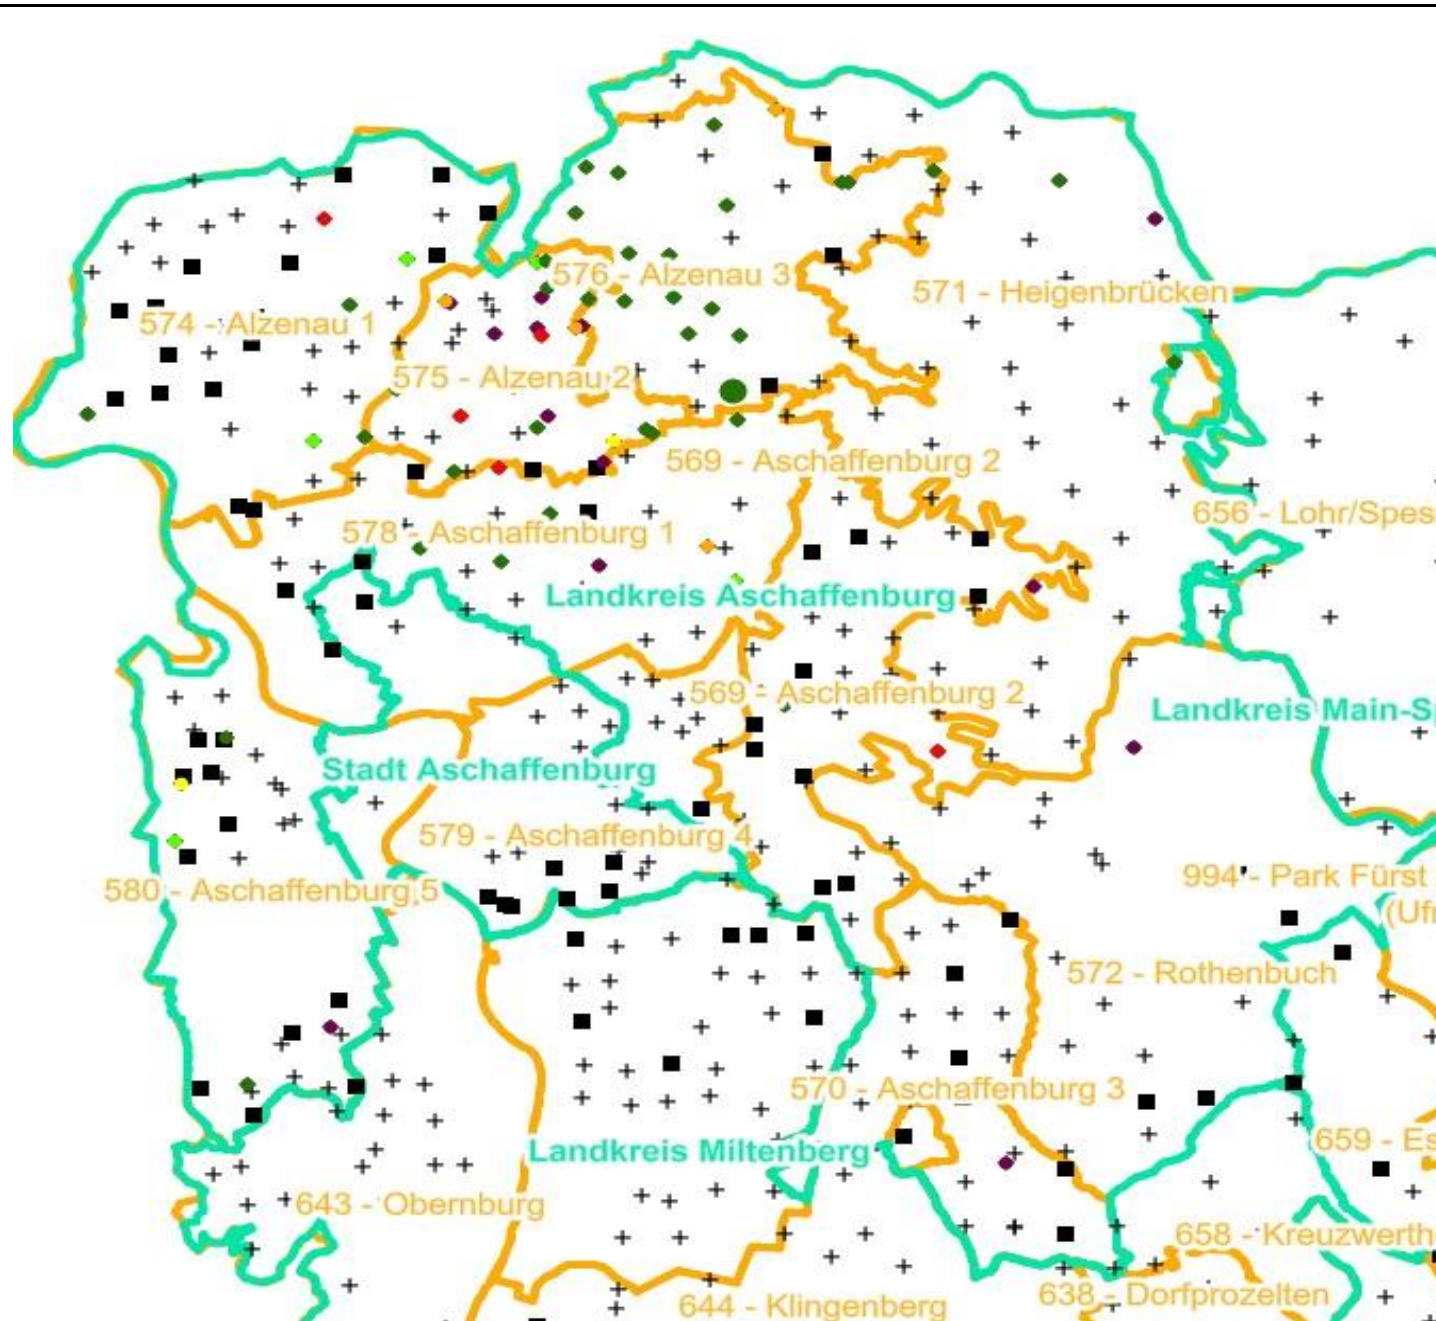 576 - Alzenau 3
571 - Heigenbrücken
574 - Alzenau 1
575 - Alzenau 2
569 - Aschaffenburg 2
656 - Lohr/Spes
578 - Aschaffenburg 1
Landkreis Aschaffenburg
569 - Aschaffenburg 2
Landkreis Main-Sp
Stadt Aschaffenburg
579 - Aschaffenburg 4
994 - Park Fürst
580 - Aschaffenburg 5
(Ufr
572 - Rothenbuch
570 - Aschaffenburg 3
659 - Es
Landkreis Miltenberg
643 - Obernburg
658 - Kreuzwerth
638 - Dorfprozelten
644 - Klingenberg